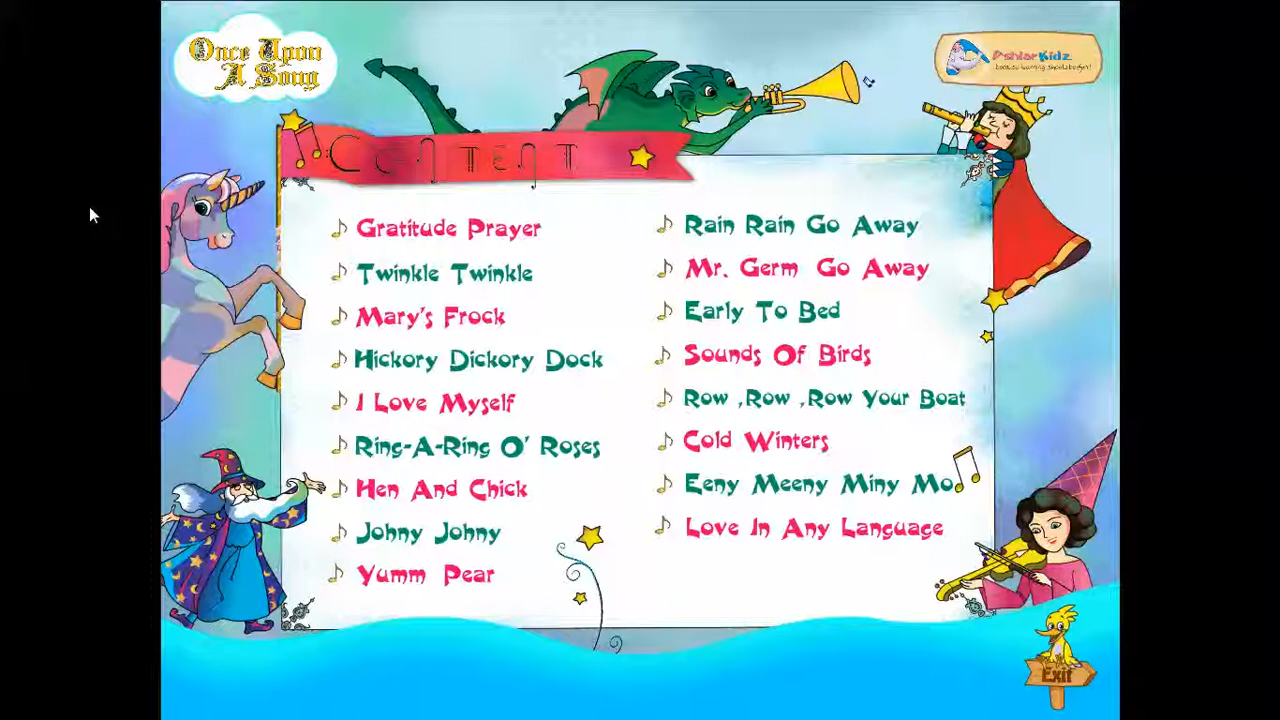 Once Upon
A Song
PshiarKidz
Content
Gratitude Prayer
Twinkle Twinkle
Mary's Frock
Hickory Dickory Dock
I Love Myself
Ring-A-Ring O' Roses
Hen And Chick
Johny Johny
Yumm Pear
Rain Rain Go Away
Mr. Germ Go Away
Early To Bed
Sounds Of Birds
Row ,Row ,Row Your Boat
Cold Winters
Eeny Meeny Miny Mo
Love In Any Language
Exit